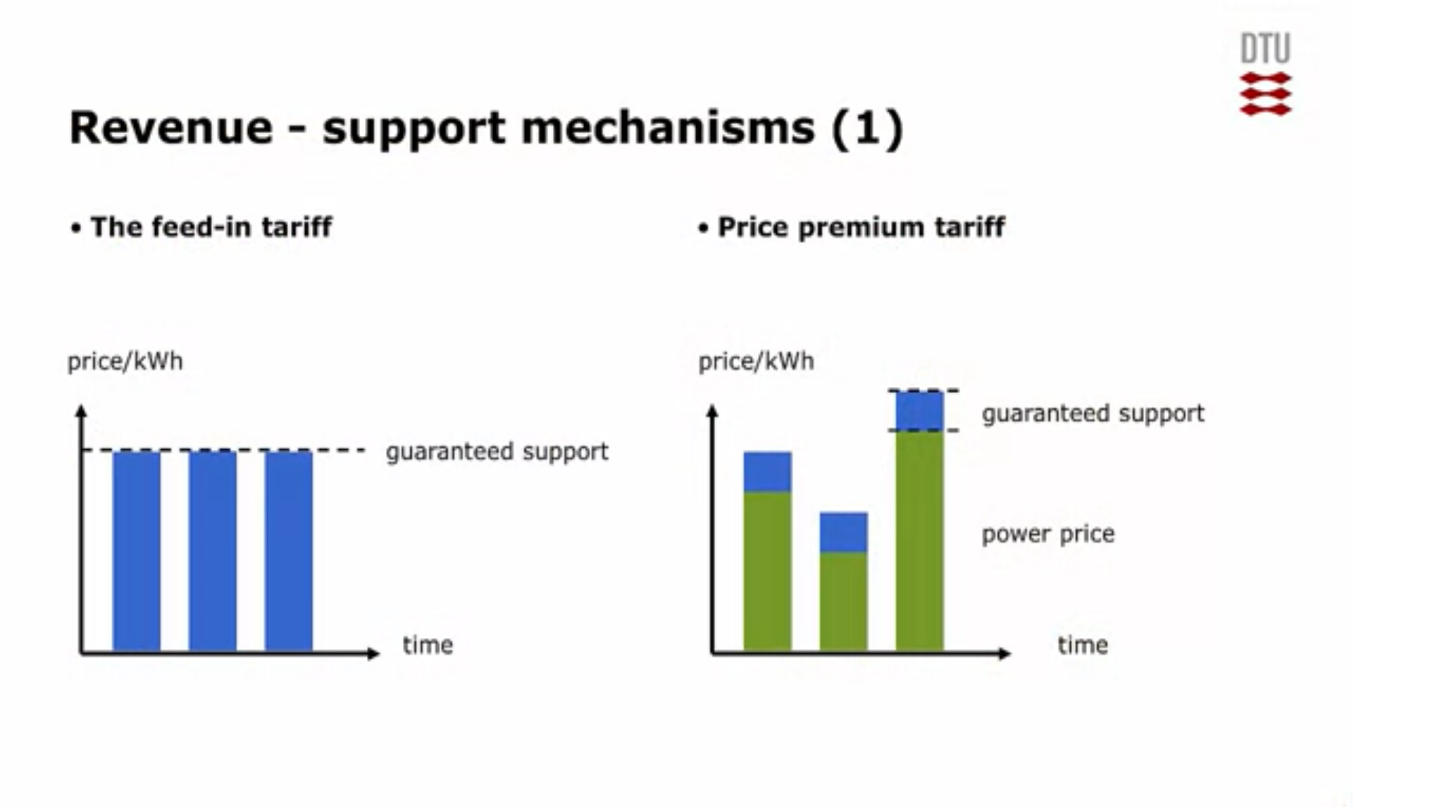 DTU
Revenue - support mechanisms (1)
• The feed-in tariff
• Price premium tariff
price/kWh
guaranteed support
time
price/kWh
guaranteed support
power price
time